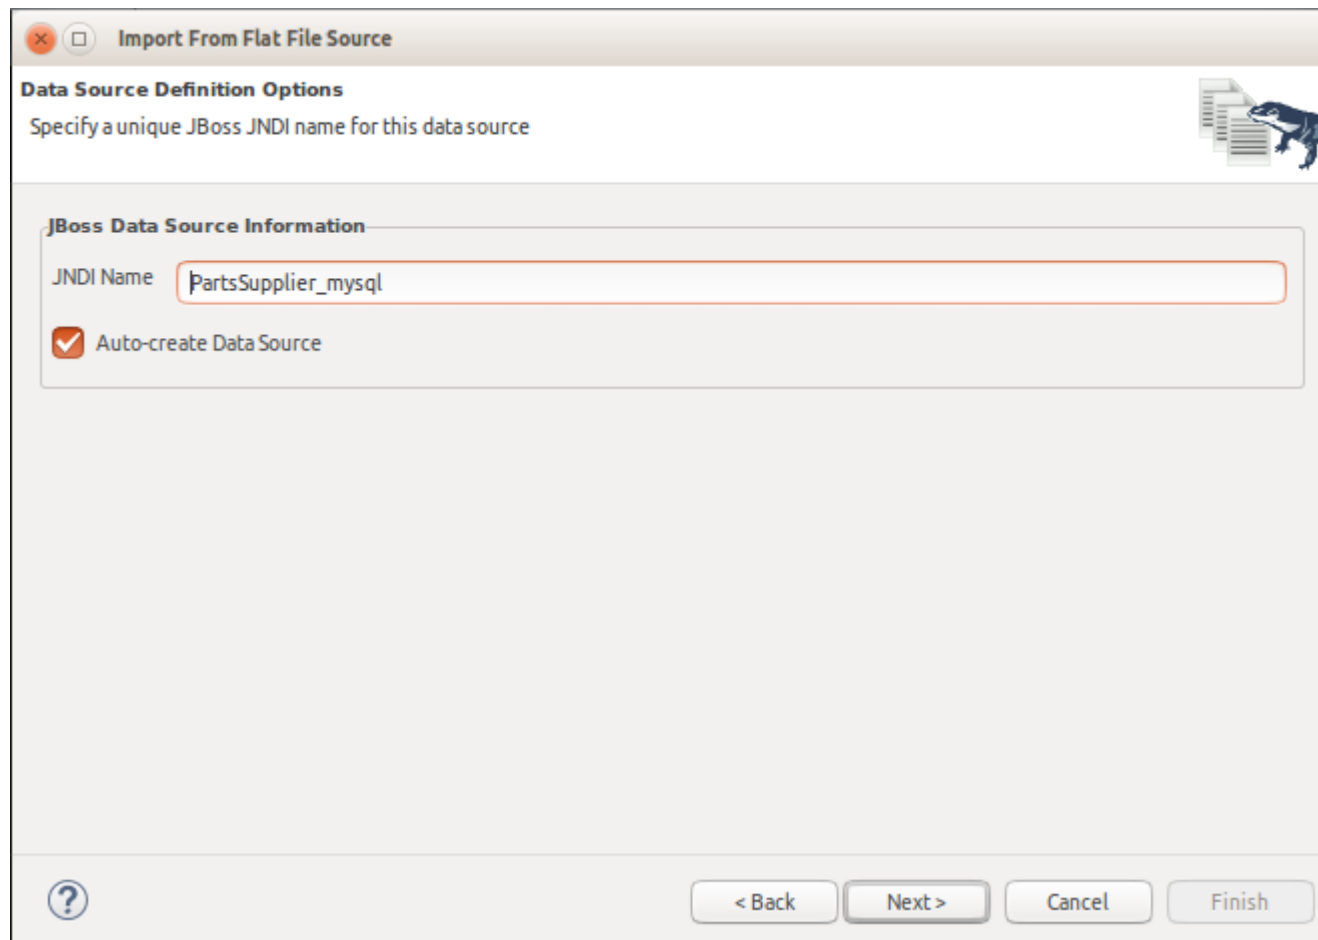 Import From Flat File Source
Data Source Definition Options
Specify a unique JBoss JNDI name for this data source
JBoss Data Source Information
JNDI Name PartsSupplier_mysql
Auto-create Data Source
? < Back Next > Cancel Finish